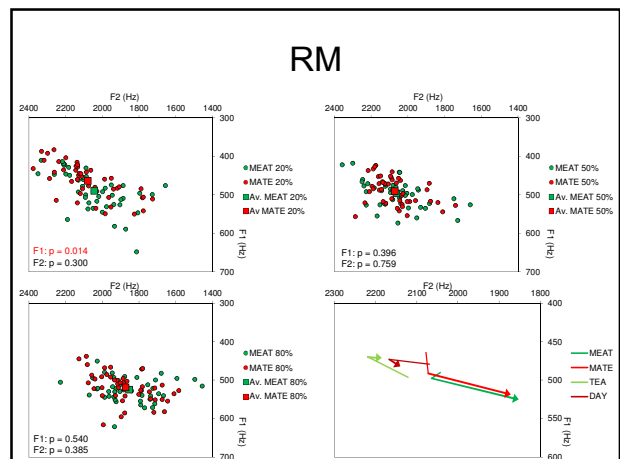 RM
F2 (Hz)
2400 2200 2000 1800 1600 1400
300
400
500
600
700
F1 (Hz)
MEAT 20%
MATE 20%
Av. MEAT 20%
Av MATE 20%
F1: p = 0.014
F2: p = 0.300
F2 (Hz)
2400 2200 2000 1800 1600 1400
300
400
500
600
700
F1 (Hz)
MEAT 50%
MATE 50%
Av. MEAT 50%
Av. MATE 50%
F1: p = 0.396
F2: p = 0.759
F2 (Hz)
2400 2200 2000 1800 1600 1400
300
400
500
600
700
F1 (Hz)
MEAT 80%
MATE 80%
Av. MEAT 80%
Av. MATE 80%
F1: p = 0.540
F2: p = 0.385
F2 (Hz)
2300 2200 2100 2000 1900 1800
400
500
600
F1 (Hz)
MEAT
MATE
TEA
DAY